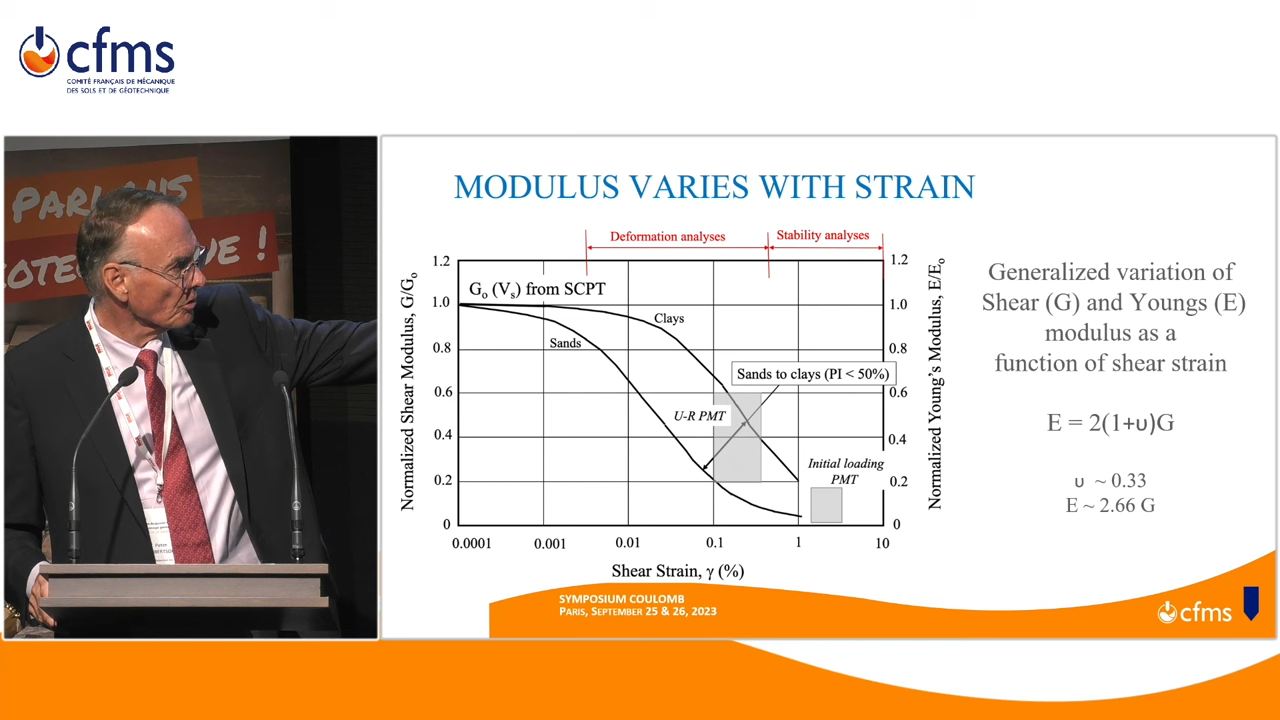 cfms
COMITÉ FRANÇAIS DE MÉCANIQUE
DES SOLS ET DE GÉOTECHNIQUE
PARLONS
!
Peter
MODULUS VARIES WITH STRAIN
Deformation analyses
Stability analyses
1.2
1.0
0.8
0.6
0.4
0.2
0
Normalized Shear Modulus, G/Go
Go (Vs) from SCPT
Clays
Sands
Sands to clays (PI < 50%)
U-R PMT
Initial loading
PMT
1.2
1.0
0.8
0.6
0.4
0.2
0
Normalized Young's Modulus, E/Eo
0.0001
0.001
0.01
0.1
1
10
Shear Strain, γ (%)
Generalized variation of
Shear (G) and Youngs (E)
modulus as a
function of shear strain
E = 2(1+υ)G
υ ~ 0.33
E ~ 2.66 G
SYMPOSIUM COULOMB
PARIS, SEPTEMBER 25 & 26, 2023
cfms